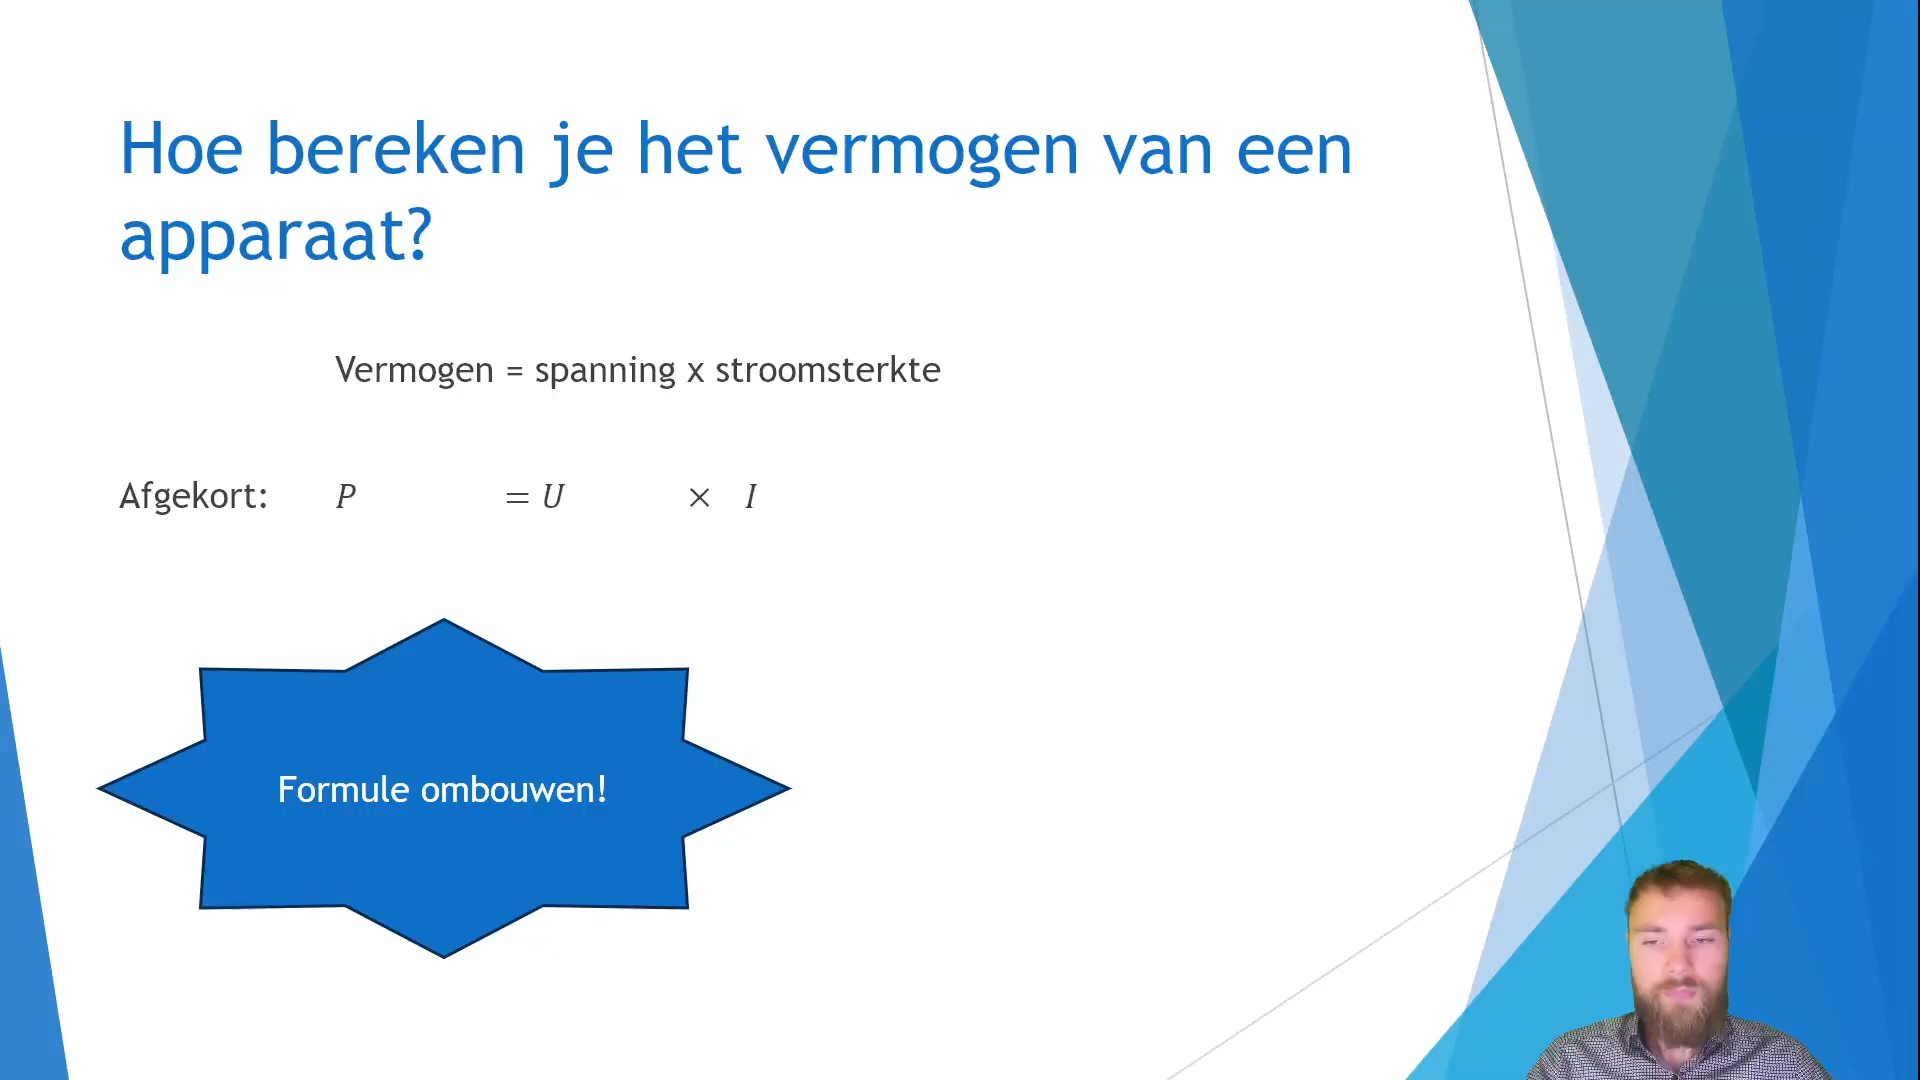 Hoe bereken je het vermogen van een
apparaat?
Vermogen = spanning x stroomsterkte
Afgekort: P = U × I
Formule ombouwen!